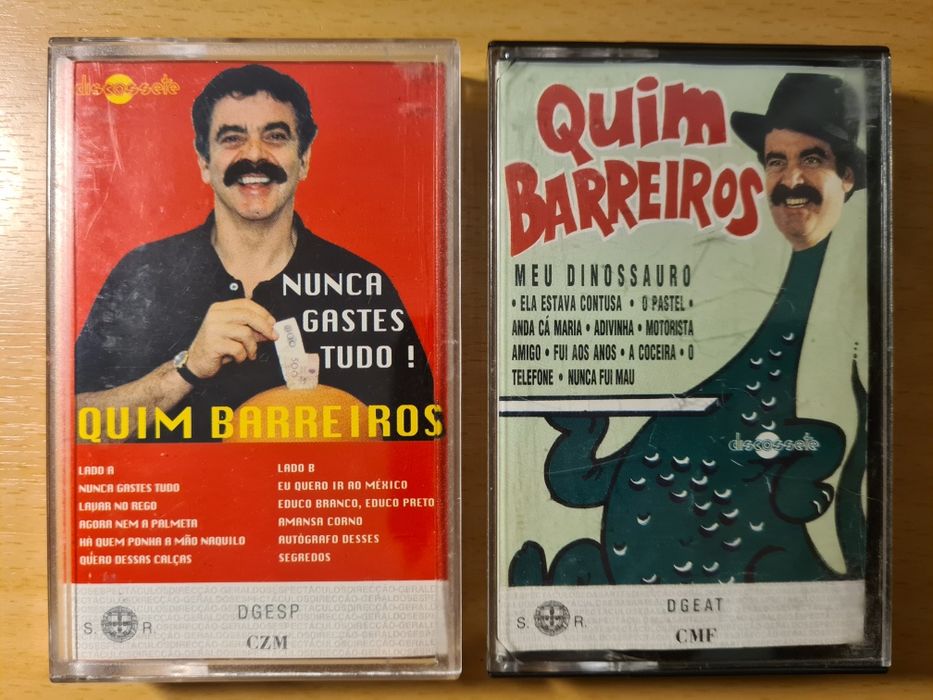 discossete
NUNCA
GASTES
TUDO !
QUIM BARREIROS
LADO A
NUNCA GASTES TUDO
LAVAR NO REGO
AGORA NEM A PALMETA
HÁ QUEM PONHA A MÃO NAQUILO
QUERO DESSAS CALÇAS
LADO B
EU QUERO IR AO MÉXICO
EDUCO BRANCO, EDUCO PRETO
AMANSA CORNO
AUTÓGRAFO DESSES
SEGREDOS
DGESP
S. R.
CZM
QUIM
BARREIROS
MEU DINOSSAURO
• ELA ESTAVA CONTUSA • O PASTEL •
ANDA CÁ MARIA • ADIVINHA • MOTORISTA
AMIGO • FUI AOS ANOS • A COCEIRA • O
TELEFONE • NUNCA FUI MAU
discossete
DGEAT
S. R.
CMF